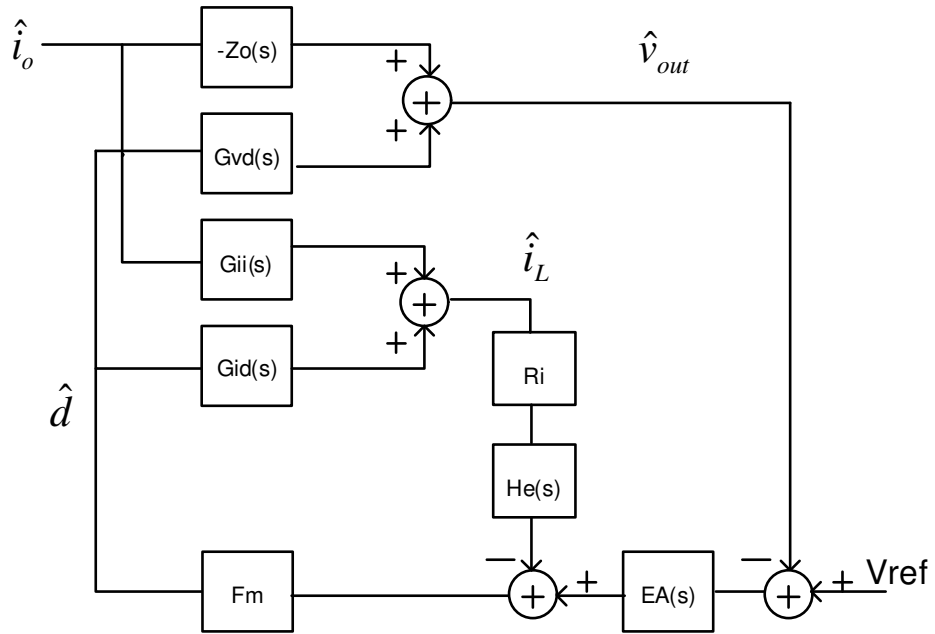 î_o
-Zo(s)
+
v̂_out
+
+
Gvd(s)
Gii(s)
+
î_L
+
+
Gid(s)
Ri
d̂
He(s)
−
−
Fm
+
+
EA(s)
+
+
Vref